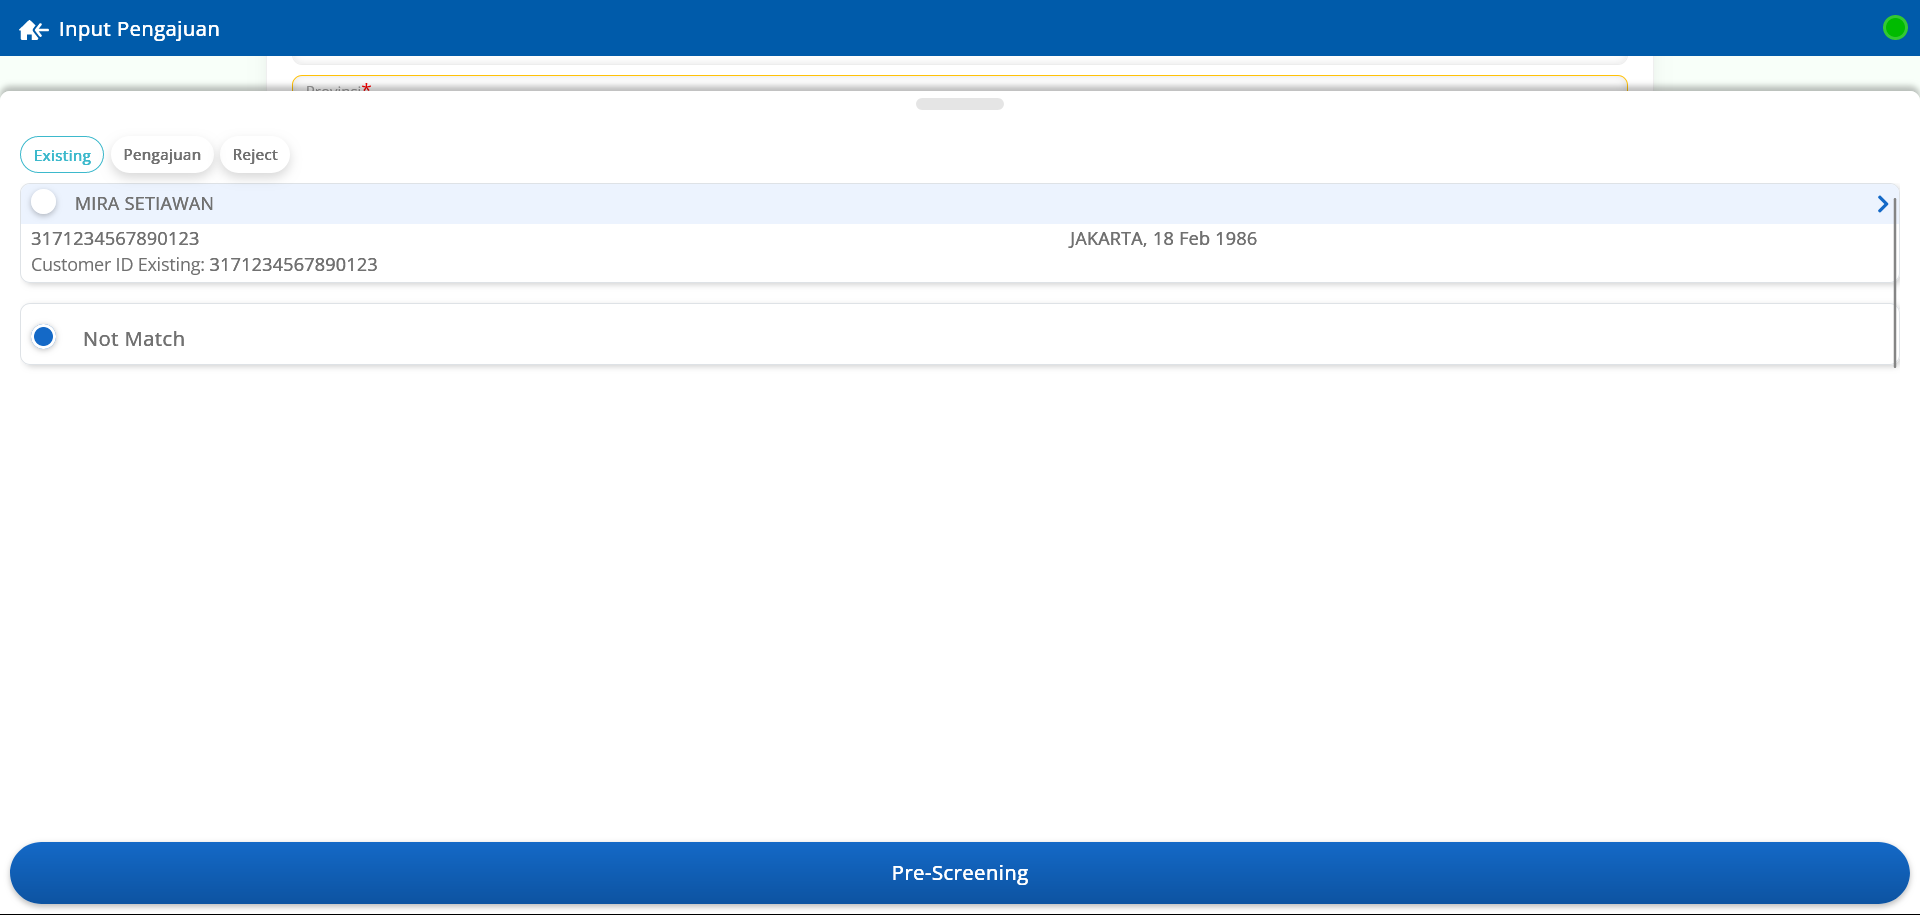 Input Pengajuan
Provinsi*
Existing
Pengajuan
Reject
MIRA SETIAWAN
3171234567890123
JAKARTA, 18 Feb 1986
Customer ID Existing: 3171234567890123
Not Match
Pre-Screening